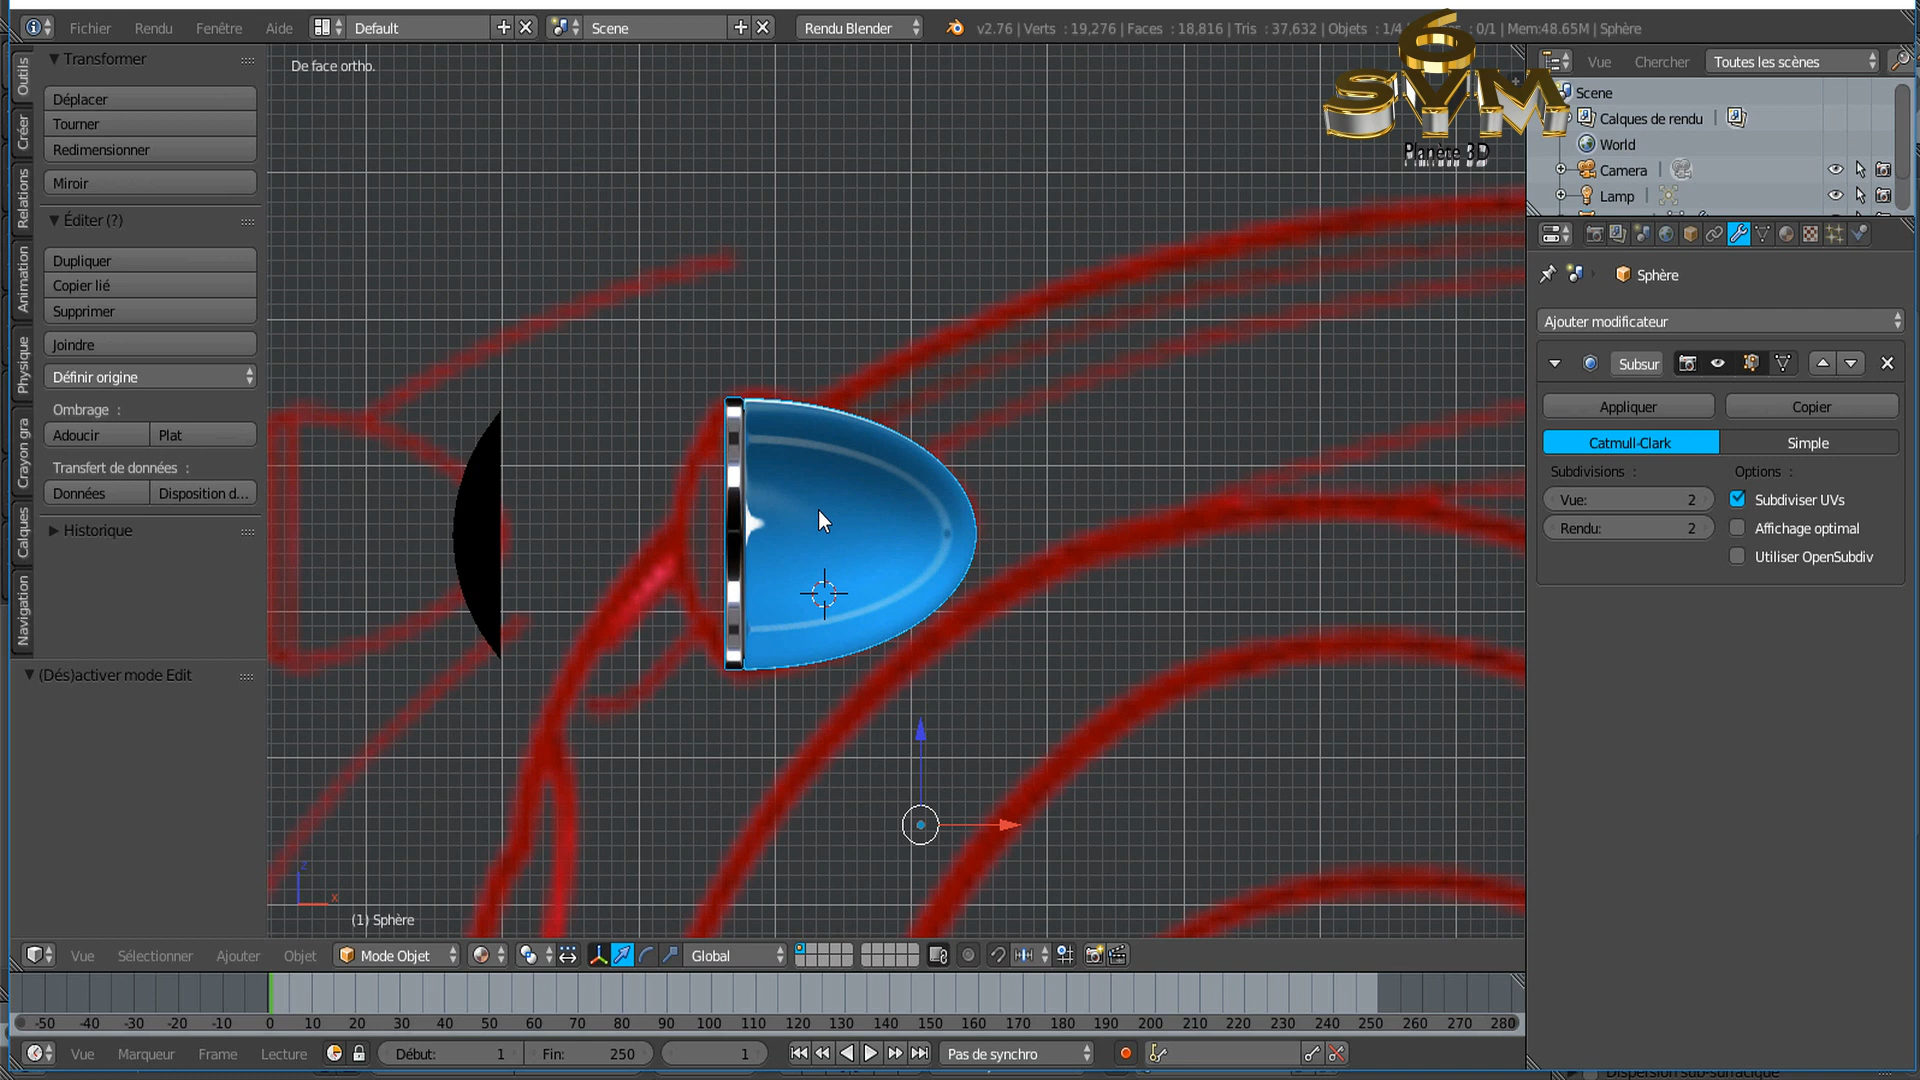 Fichier Rendu Fenêtre Aide Default Scene Rendu Blender v2.76 | Verts : 19,276 | Faces : 18,816 | Tris : 37,632 | Objets : 1/4 : 0/1 | Mem:48.65M | Sphère
6
SVM
Planète 3D
Outils
Créer
Relations
Animation
Physique
Crayon gra
Calques
Navigation
Transformer
Déplacer
Tourner
Redimensionner
Miroir
Éditer (?)
Dupliquer
Copier lié
Supprimer
Joindre
Définir origine
Ombrage :
Adoucir Plat
Transfert de données :
Données Disposition d...
Historique
(Dés)activer mode Edit
De face ortho.
z
x
(1) Sphère
Vue Chercher Toutes les scènes
Scene
Calques de rendu
World
Camera
Lamp
Sphère
Ajouter modificateur
Subsur
Appliquer Copier
Catmull-Clark Simple
Subdivisions : Options :
Vue: 2 Subdiviser UVs
Rendu: 2 Affichage optimal
Utiliser OpenSubdiv
Vue Sélectionner Ajouter Objet Mode Objet Global
-50 -40 -30 -20 -10 0 10 20 30 40 50 60 70 80 90 100 110 120 130 140 150 160 170 180 190 200 210 220 230 240 250 260 270 280
Vue Marqueur Frame Lecture Début: 1 Fin: 250 1 Pas de synchro
Dispersion sub-surfacique